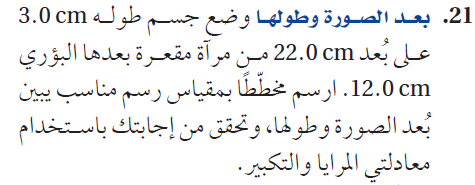 21. بعد الصورة وطولها وضع جسم طوله 3.0 cm
على بُعد 22.0 cm من مرآة مقعرة بعدها البؤري
12.0 cm. ارسم مخططًا بمقياس رسم مناسب يبين
بُعد الصورة وطولها، وتحقق من إجابتك باستخدام
معادلتي المرايا والتكبير.